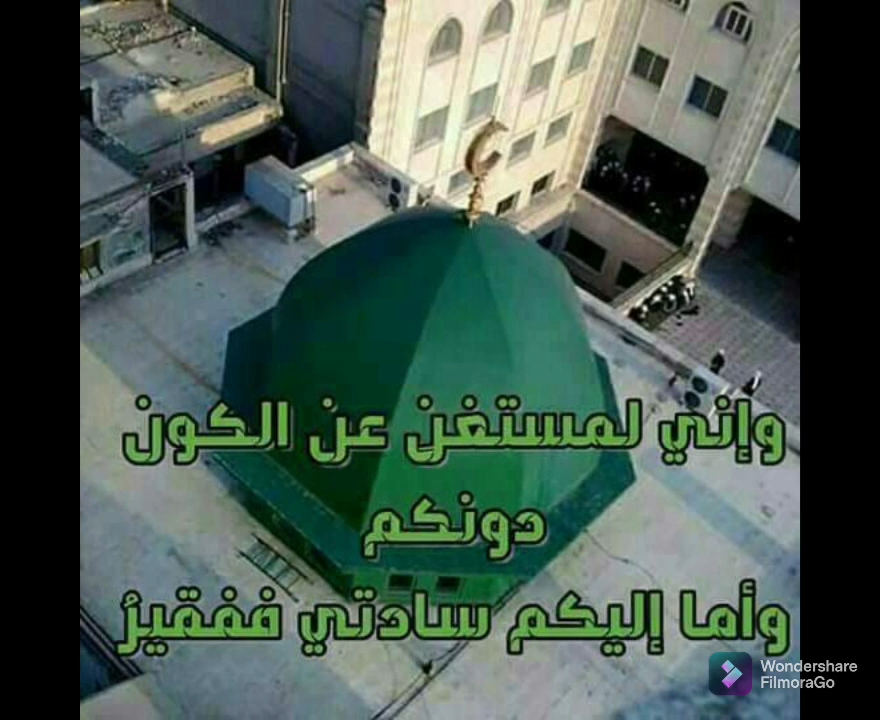 وإني لمستغن عن الكون
دونكم
وأما إليكم سادتي ففقيرُ
Wondershare
FilmoraGo